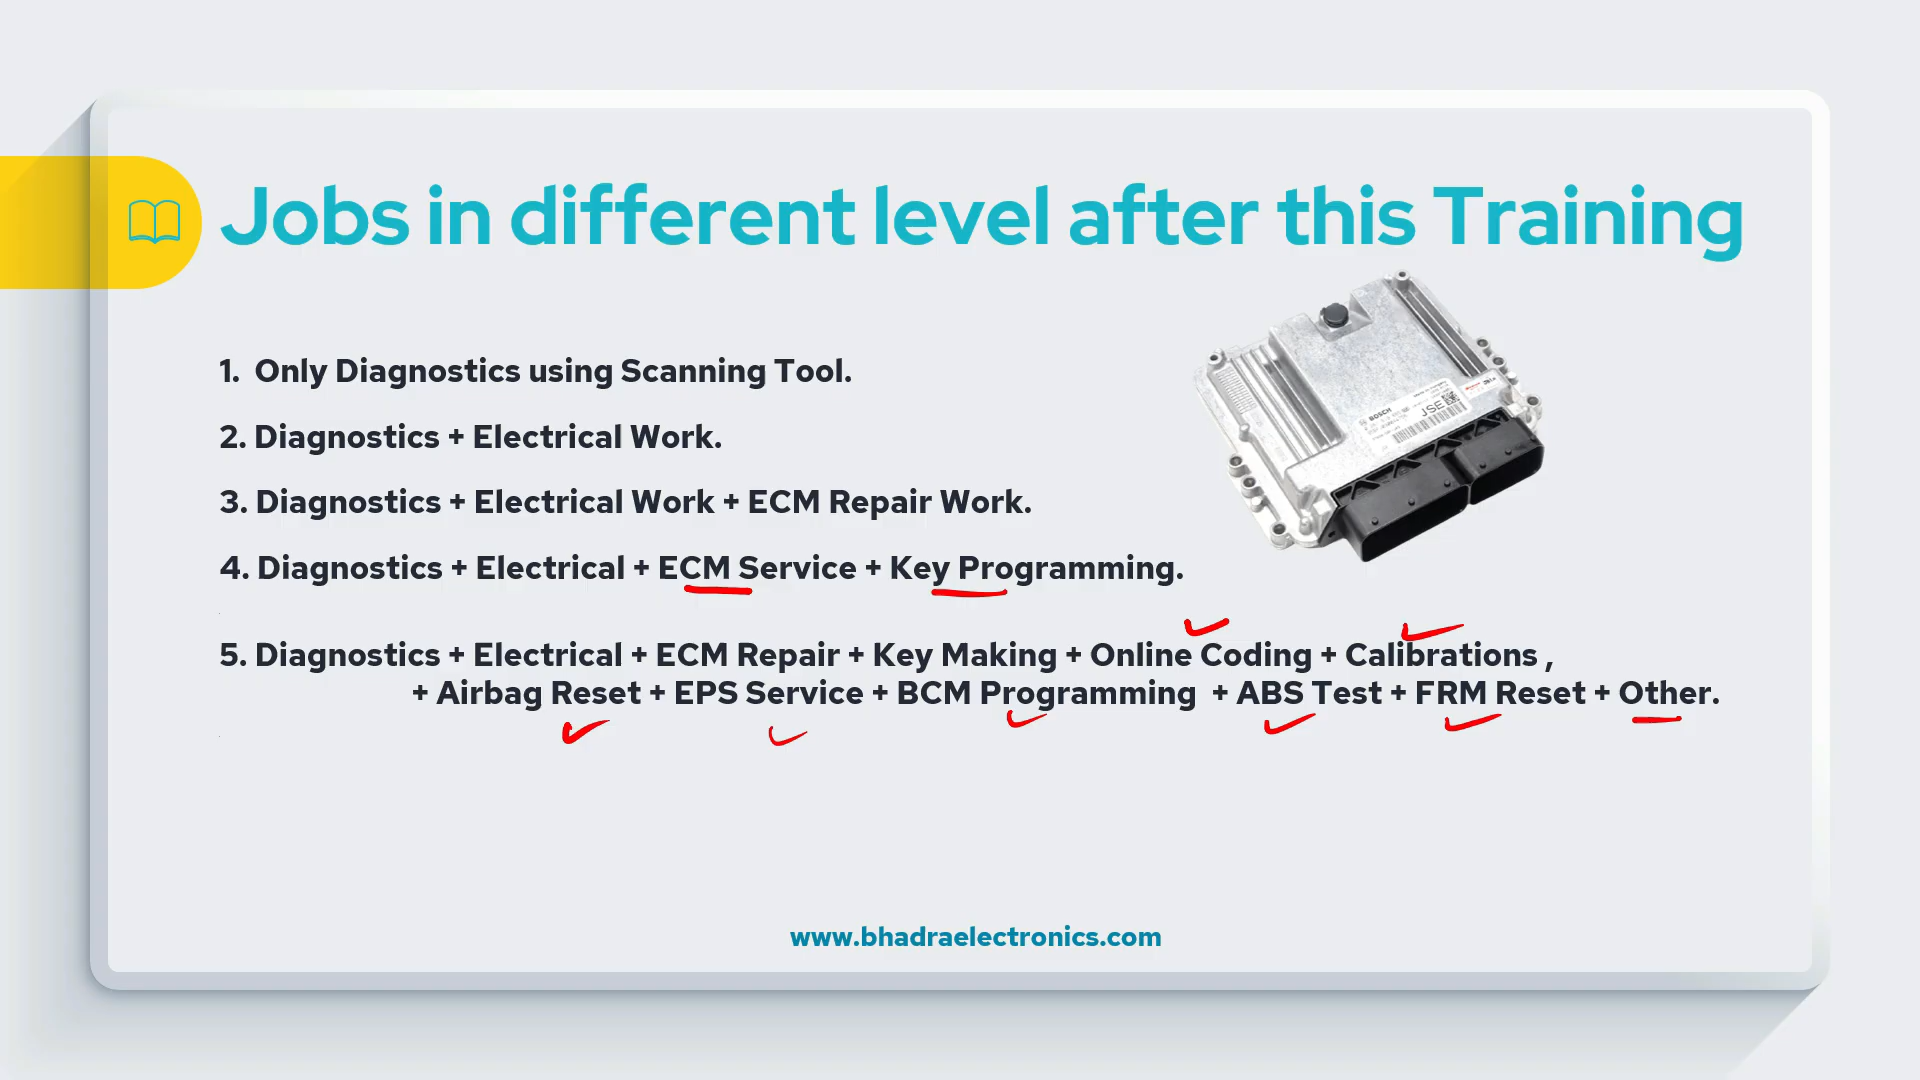 Jobs in different level after this Training
1. Only Diagnostics using Scanning Tool.
2. Diagnostics + Electrical Work.
3. Diagnostics + Electrical Work + ECM Repair Work.
4. Diagnostics + Electrical + ECM Service + Key Programming.
5. Diagnostics + Electrical + ECM Repair + Key Making + Online Coding + Calibrations ,
+ Airbag Reset + EPS Service + BCM Programming + ABS Test + FRM Reset + Other.
BOSCH
JSE
www.bhadraelectronics.com